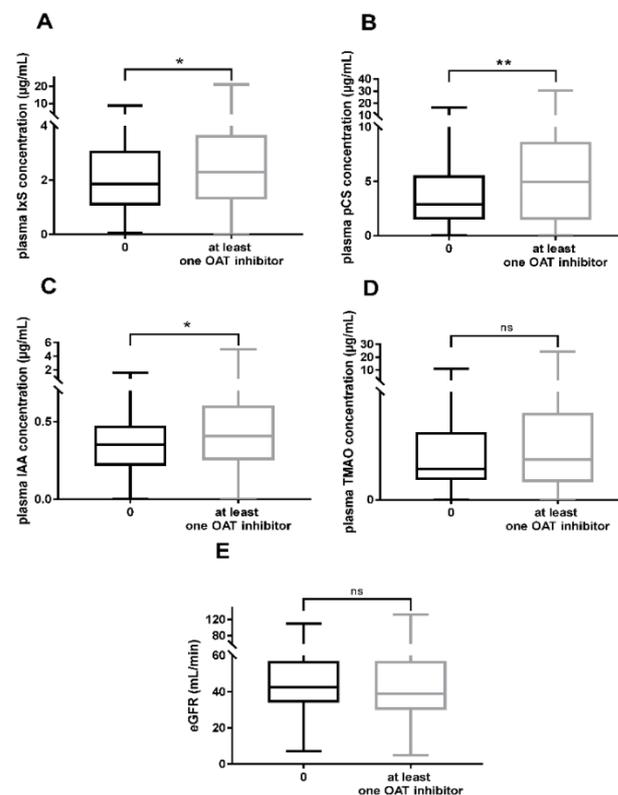 A
*
plasma IxS concentration (µg/mL)
20
10
4
2
0
0
at least
one OAT inhibitor
B
**
plasma pCS concentration (µg/mL)
40
30
20
10
10
5
0
0
at least
one OAT inhibitor
C
*
plasma IAA concentration (µg/mL)
6
4
2
0.5
0.0
0
at least
one OAT inhibitor
D
ns
plasma TMAO concentration (µg/mL)
30
20
10
0
0
at least
one OAT inhibitor
E
ns
eGFR (mL/min)
120
80
60
40
20
0
0
at least
one OAT inhibitor